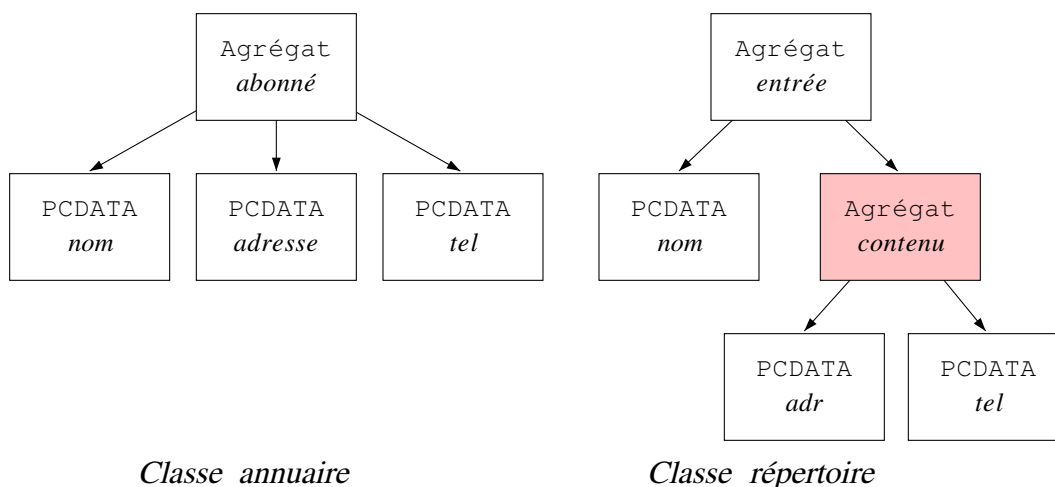 Agrégat
abonné
PCDATA
nom
PCDATA
adresse
PCDATA
tel
Classe annuaire
Agrégat
entrée
PCDATA
nom
Agrégat
contenu
PCDATA
adr
PCDATA
tel
Classe répertoire